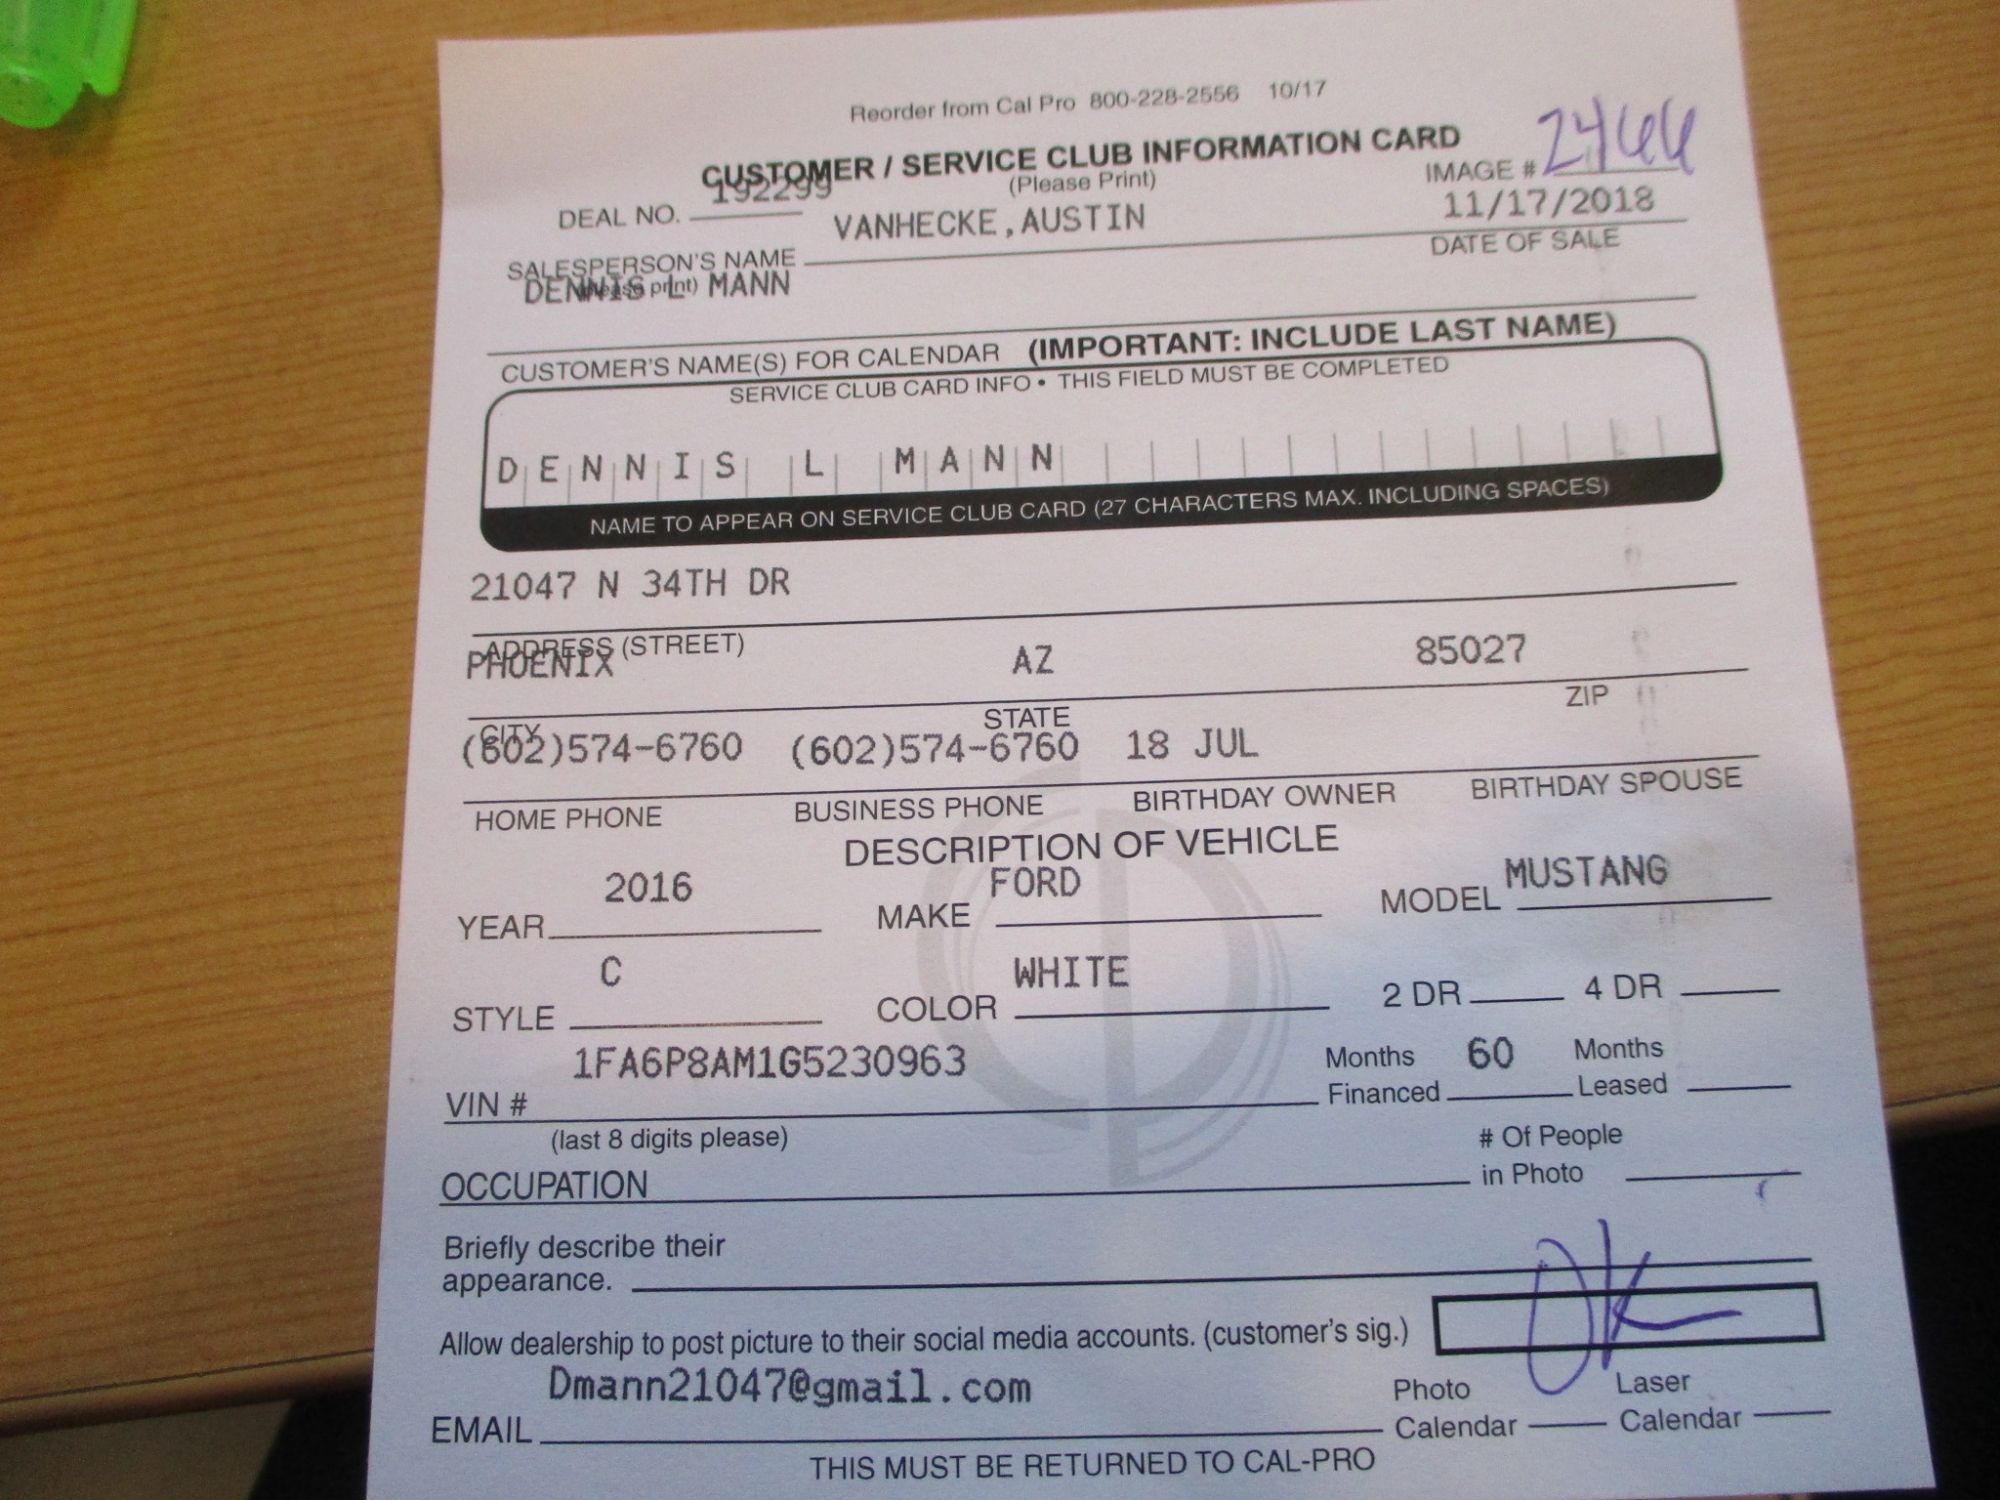 Reorder from Cal Pro 800-228-2556 10/17
CUSTOMER / SERVICE CLUB INFORMATION CARD
(Please Print)
IMAGE # 2466
DEAL NO. 192299
VANHECKE,AUSTIN
11/17/2018
SALESPERSON'S NAME
(please print)
DATE OF SALE
DENNIS L MANN
CUSTOMER'S NAME(S) FOR CALENDAR (IMPORTANT: INCLUDE LAST NAME)
SERVICE CLUB CARD INFO • THIS FIELD MUST BE COMPLETED
DENNIS L MANN
NAME TO APPEAR ON SERVICE CLUB CARD (27 CHARACTERS MAX. INCLUDING SPACES)
21047 N 34TH DR
ADDRESS (STREET)
PHOENIX AZ 85027
CITY STATE ZIP
(602)574-6760 (602)574-6760 18 JUL
HOME PHONE BUSINESS PHONE BIRTHDAY OWNER BIRTHDAY SPOUSE
DESCRIPTION OF VEHICLE
YEAR 2016 MAKE FORD MODEL MUSTANG
STYLE C COLOR WHITE 2 DR 4 DR
VIN # 1FA6P8AM1G5230963 Months Financed 60 Months Leased
(last 8 digits please)
OCCUPATION # Of People in Photo
Briefly describe their
appearance.
Allow dealership to post picture to their social media accounts. (customer's sig.) OK
EMAIL Dmann21047@gmail.com Photo Calendar Laser Calendar
THIS MUST BE RETURNED TO CAL-PRO